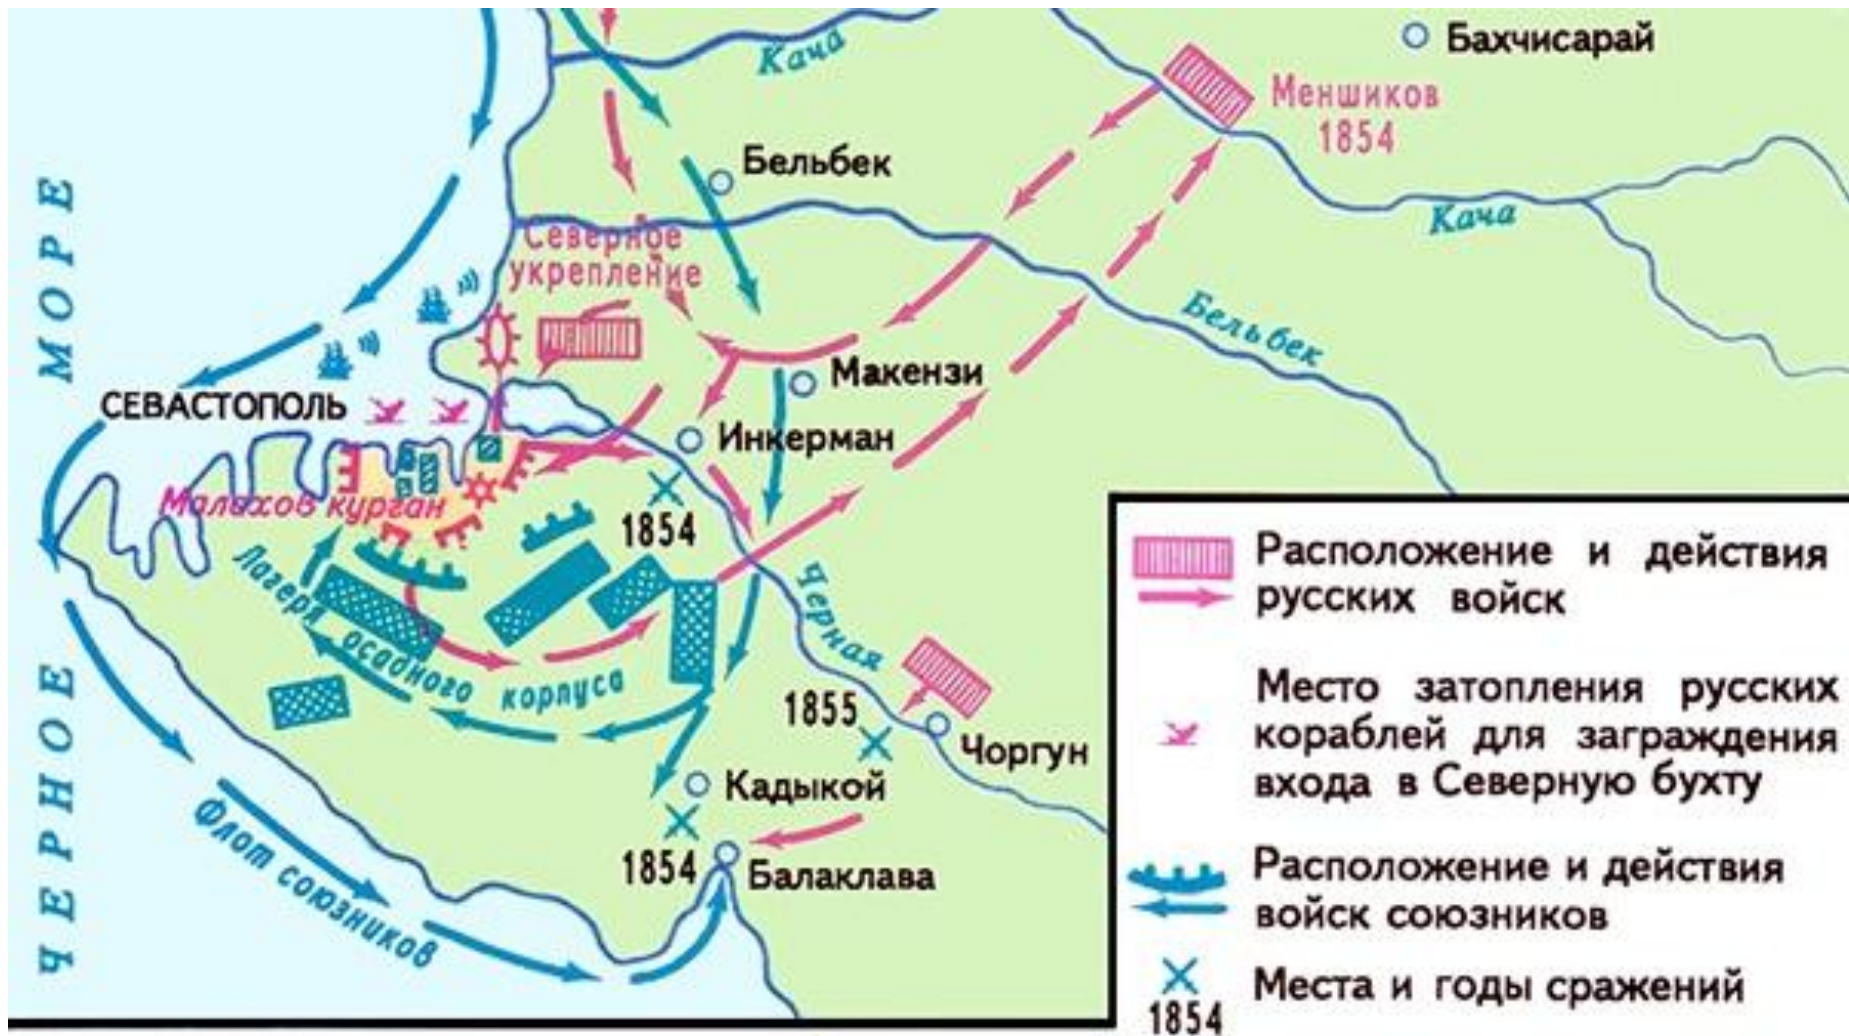 Кача
Бахчисарай
Меншиков
1854
Бельбек
Кача
Северное
укрепление
Бельбек
ЧЕРНОЕ МОРЕ
Макензи
СЕВАСТОПОЛЬ
Инкерман
Малахов курган
1854
Лагеря осадного корпуса
Черная
1855
Чоргун
Кадыкой
1854
Балаклава
Флот союзников
Расположение и действия
русских войск
Место затопления русских
кораблей для заграждения
входа в Северную бухту
Расположение и действия
войск союзников
Места и годы сражений
1854